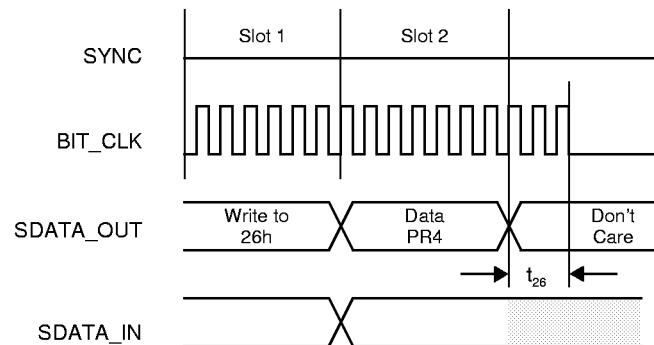 Slot 1
Slot 2
SYNC
BIT_CLK
SDATA_OUT
Write to
26h
Data
PR4
Don't
Care
t26
SDATA_IN